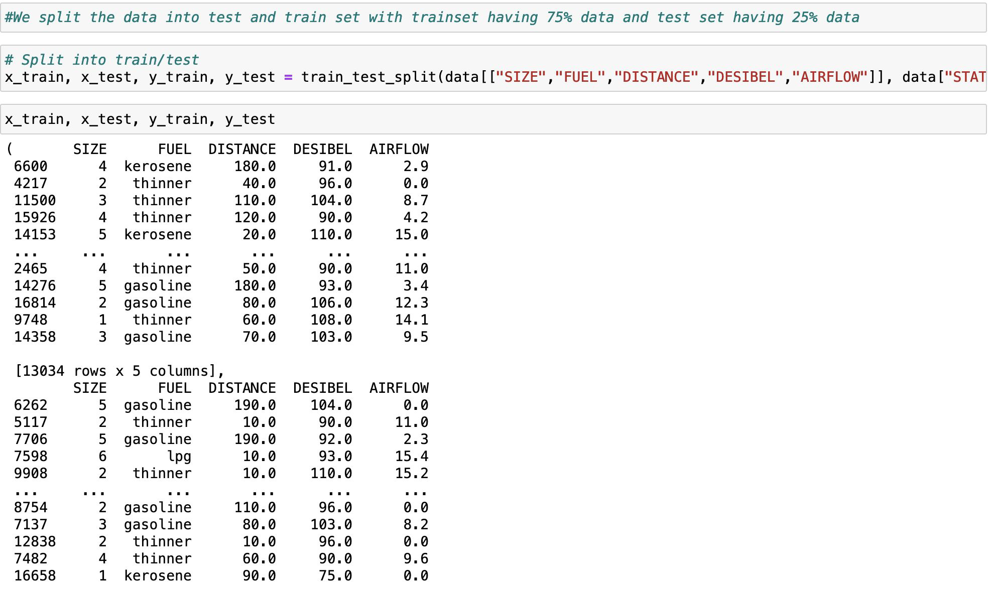 #We split the data into test and train set with trainset having 75% data and test set having 25% data
# Split into train/test
x_train, x_test, y_train, y_test = train_test_split(data[["SIZE","FUEL","DISTANCE","DESIBEL","AIRFLOW"]], data["STAT
x_train, x_test, y_train, y_test
(       SIZE      FUEL  DISTANCE  DESIBEL  AIRFLOW
 6600      4  kerosene     180.0     91.0      2.9
 4217      2   thinner      40.0     96.0      0.0
 11500     3   thinner     110.0    104.0      8.7
 15926     4   thinner     120.0     90.0      4.2
 14153     5  kerosene      20.0    110.0     15.0
 ...     ...       ...       ...      ...      ...
 2465      4   thinner      50.0     90.0     11.0
 14276     5  gasoline     180.0     93.0      3.4
 16814     2  gasoline      80.0    106.0     12.3
 9748      1   thinner      60.0    108.0     14.1
 14358     3  gasoline      70.0    103.0      9.5
 [13034 rows x 5 columns],
        SIZE      FUEL  DISTANCE  DESIBEL  AIRFLOW
 6262      5  gasoline     190.0    104.0      0.0
 5117      2   thinner      10.0     90.0     11.0
 7706      5  gasoline     190.0     92.0      2.3
 7598      6       lpg      10.0     93.0     15.4
 9908      2   thinner      10.0    110.0     15.2
 ...     ...       ...       ...      ...      ...
 8754      2  gasoline     110.0     96.0      0.0
 7137      3  gasoline      80.0    103.0      8.2
 12838     2   thinner      10.0     96.0      0.0
 7482      4   thinner      60.0     90.0      9.6
 16658     1  kerosene      90.0     75.0      0.0